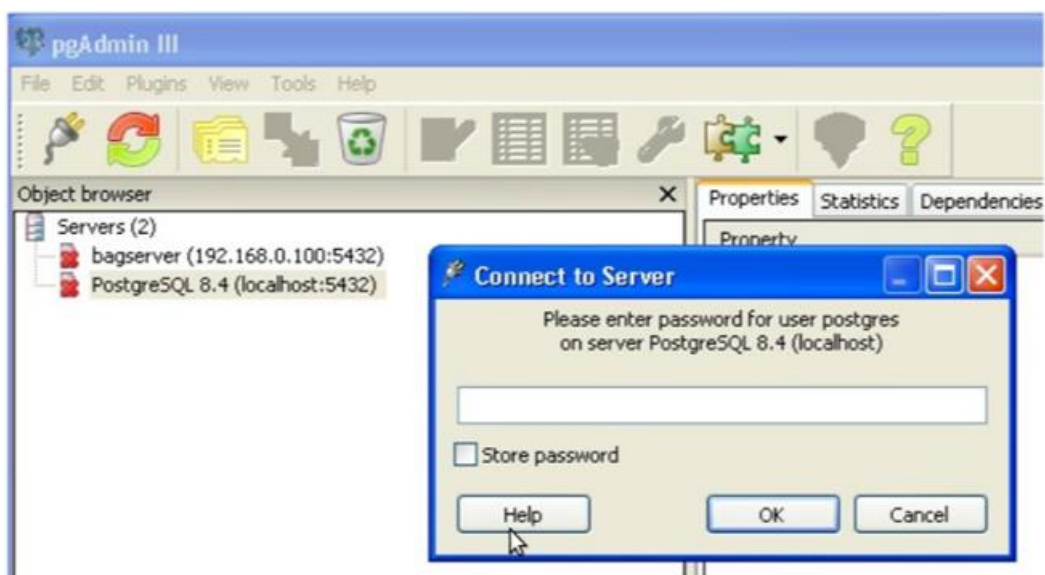 pgAdmin III
File Edit Plugins View Tools Help
Object browser
Properties Statistics Dependencies
Servers (2)
bagserver (192.168.0.100:5432)
PostgreSQL 8.4 (localhost:5432)
Property
Connect to Server
Please enter password for user postgres
on server PostgreSQL 8.4 (localhost)
Store password
Help OK Cancel